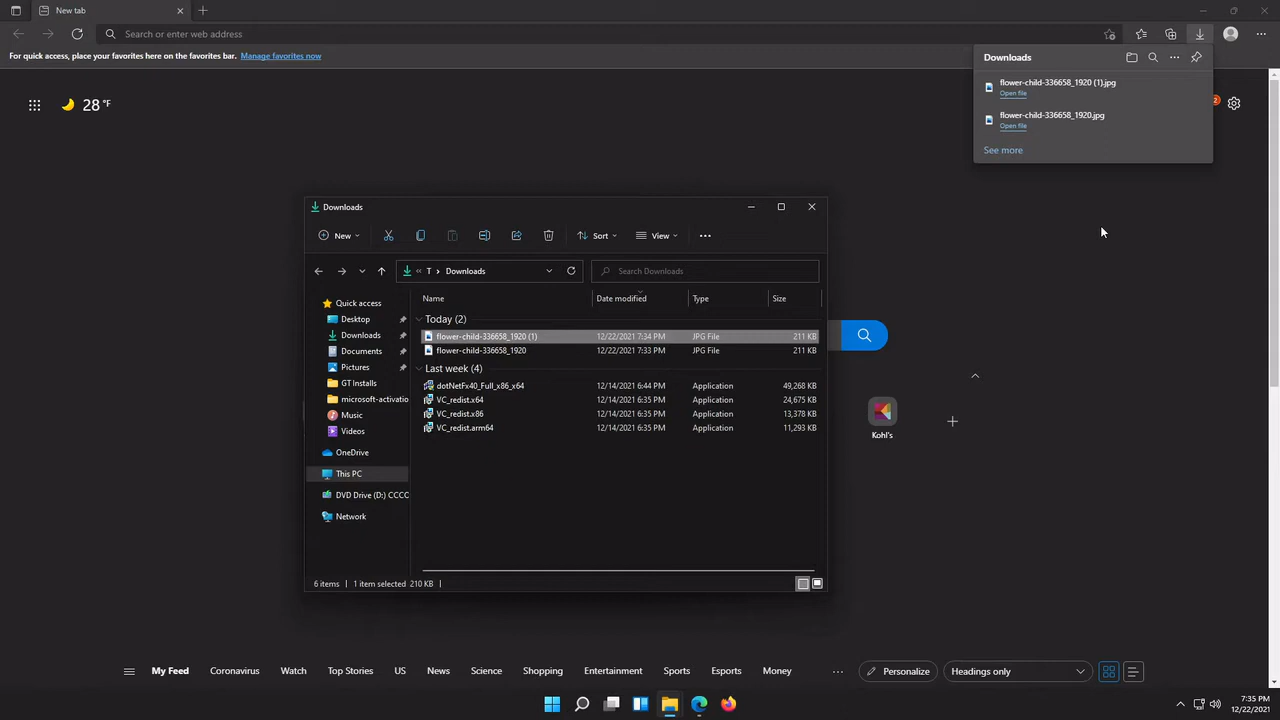 New tab
Search or enter web address
For quick access, place your favorites here on the favorites bar. Manage favorites now
28 °F
Downloads
flower-child-336658_1920 (1).jpg
Open file
flower-child-336658_1920.jpg
Open file
See more
2
Downloads
New
Sort
View
T > Downloads
Search Downloads
Name Date modified Type Size
Today (2)
flower-child-336658_1920 (1) 12/22/2021 7:34 PM JPG File 211 KB
flower-child-336658_1920 12/22/2021 7:33 PM JPG File 211 KB
Last week (4)
dotNetFx40_Full_x86_x64 12/14/2021 6:44 PM Application 49,268 KB
VC_redist.x64 12/14/2021 6:35 PM Application 24,675 KB
VC_redist.x86 12/14/2021 6:35 PM Application 13,378 KB
VC_redist.arm64 12/14/2021 6:35 PM Application 11,293 KB
Quick access
Desktop
Downloads
Documents
Pictures
GT Installs
microsoft-activatio
Music
Videos
OneDrive
This PC
DVD Drive (D:) CCCC
Network
6 items 1 item selected 210 KB
Kohl's
My Feed Coronavirus Watch Top Stories US News Science Shopping Entertainment Sports Esports Money ... Personalize Headings only
7:35 PM
12/22/2021